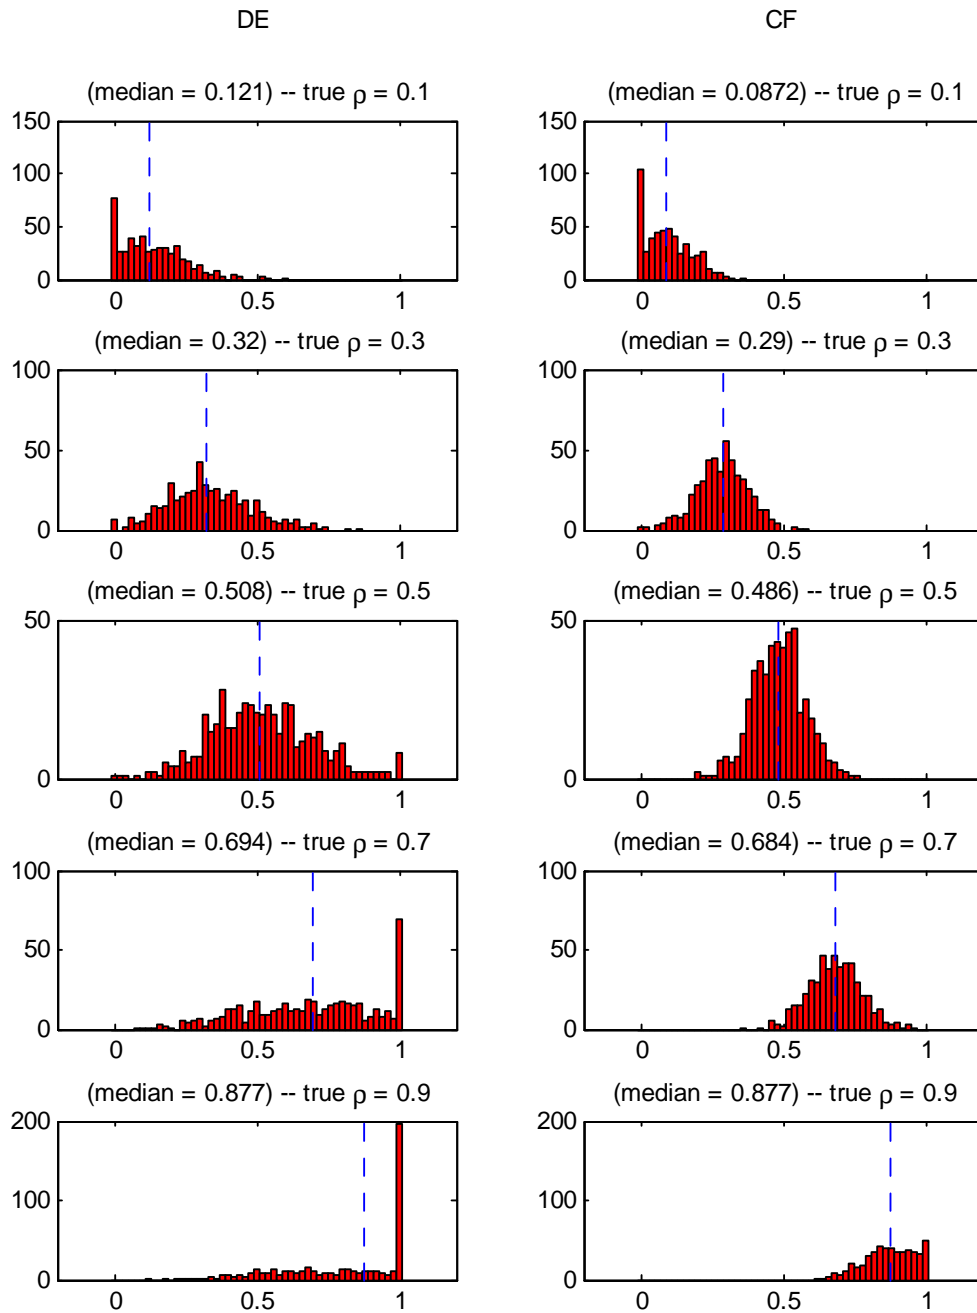 DE CF
(median = 0.121) -- true ρ = 0.1 (median = 0.0872) -- true ρ = 0.1
150 150
100 100
50 50
0 0
0 0.5 1 0 0.5 1
(median = 0.32) -- true ρ = 0.3 (median = 0.29) -- true ρ = 0.3
100 100
50 50
0 0
0 0.5 1 0 0.5 1
(median = 0.508) -- true ρ = 0.5 (median = 0.486) -- true ρ = 0.5
50 50
0 0
0 0.5 1 0 0.5 1
(median = 0.694) -- true ρ = 0.7 (median = 0.684) -- true ρ = 0.7
100 100
50 50
0 0
0 0.5 1 0 0.5 1
(median = 0.877) -- true ρ = 0.9 (median = 0.877) -- true ρ = 0.9
200 200
100 100
0 0
0 0.5 1 0 0.5 1